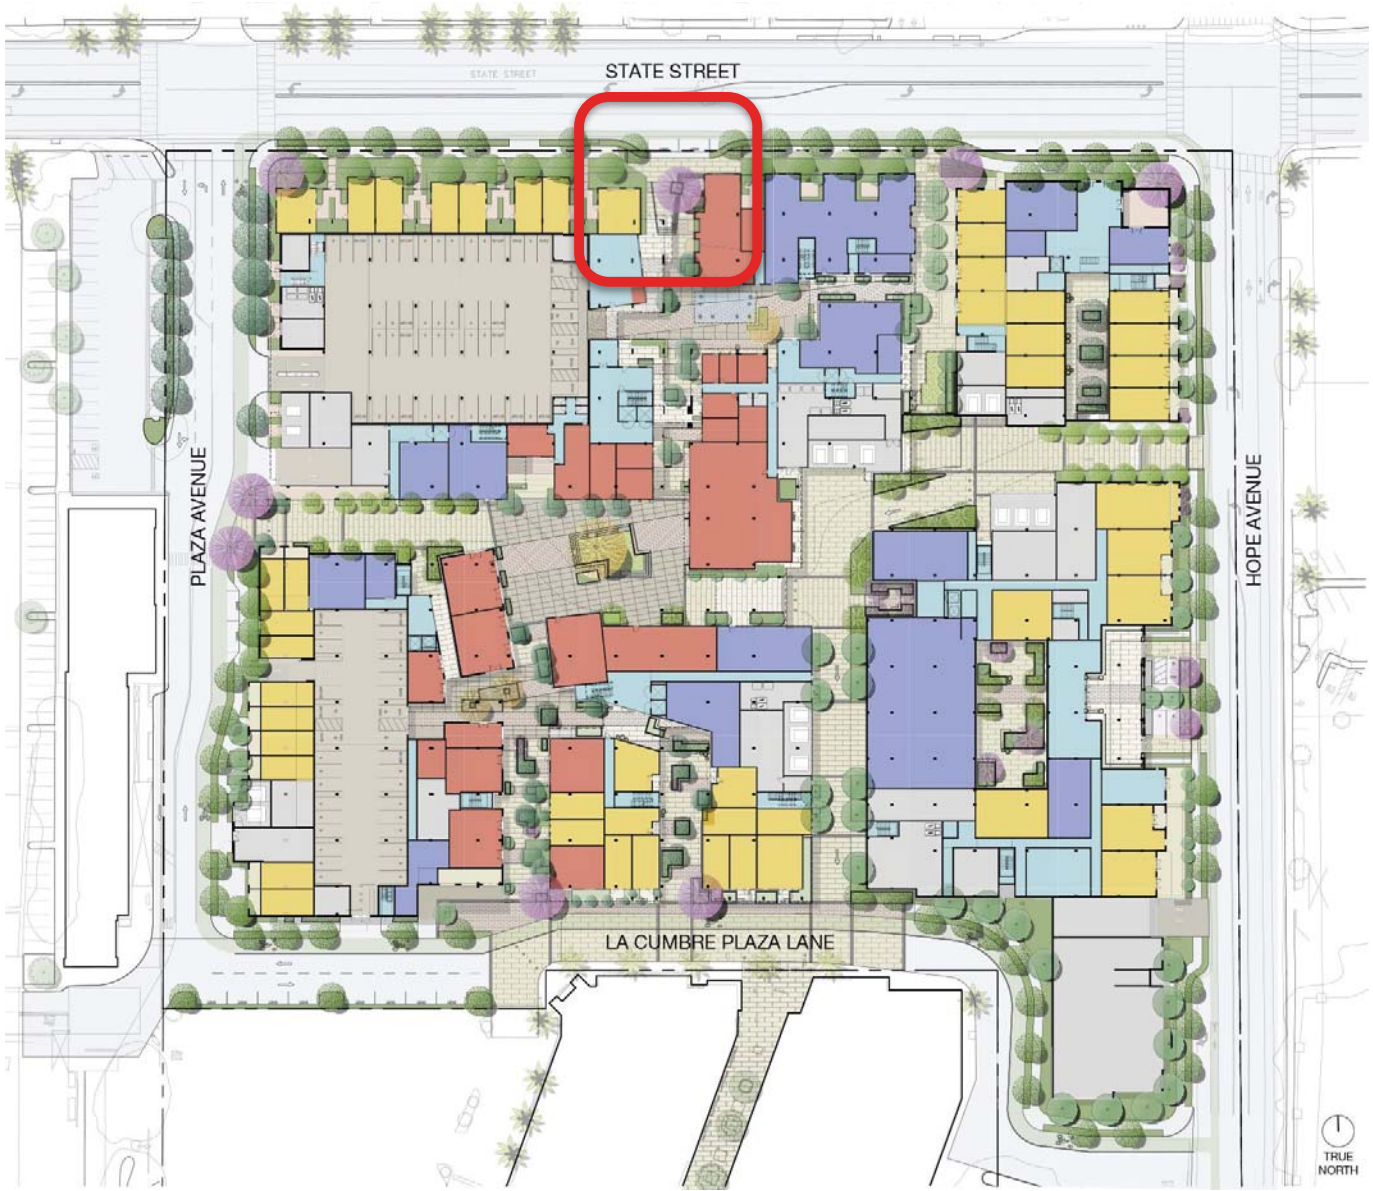 STATE STREET
STATE STREET
PLAZA AVENUE
HOPE AVENUE
LA CUMBRE PLAZA LANE
TRUE
NORTH